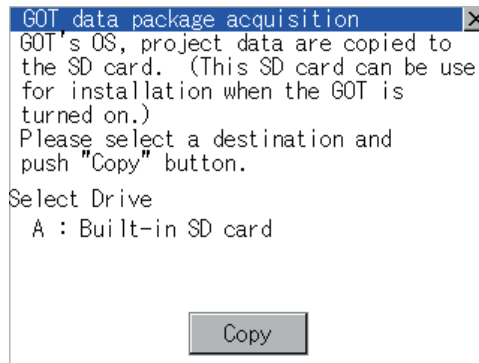 GOT data package acquisition
GOT's OS, project data are copied to
the SD card. (This SD card can be use
for installation when the GOT is
turned on.)
Please select a destination and
push "Copy" button.
Select Drive
A : Built-in SD card
Copy